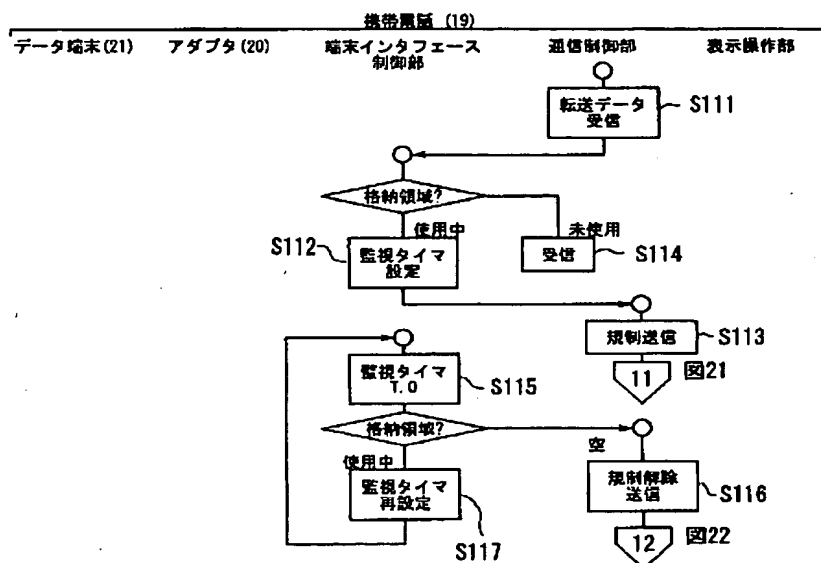 携帯電話 (19)
データ端末(21) アダプタ(20) 端末インタフェース 通信制御部 表示操作部
制御部
転送データ
受信
S111
格納領域?
使用中
未使用
S112
監視タイマ
設定
受信
S114
規制送信
S113
11
図21
監視タイマ
T.O
S115
格納領域?
使用中
空
監視タイマ
再設定
S117
規制解除
送信
S116
12
図22